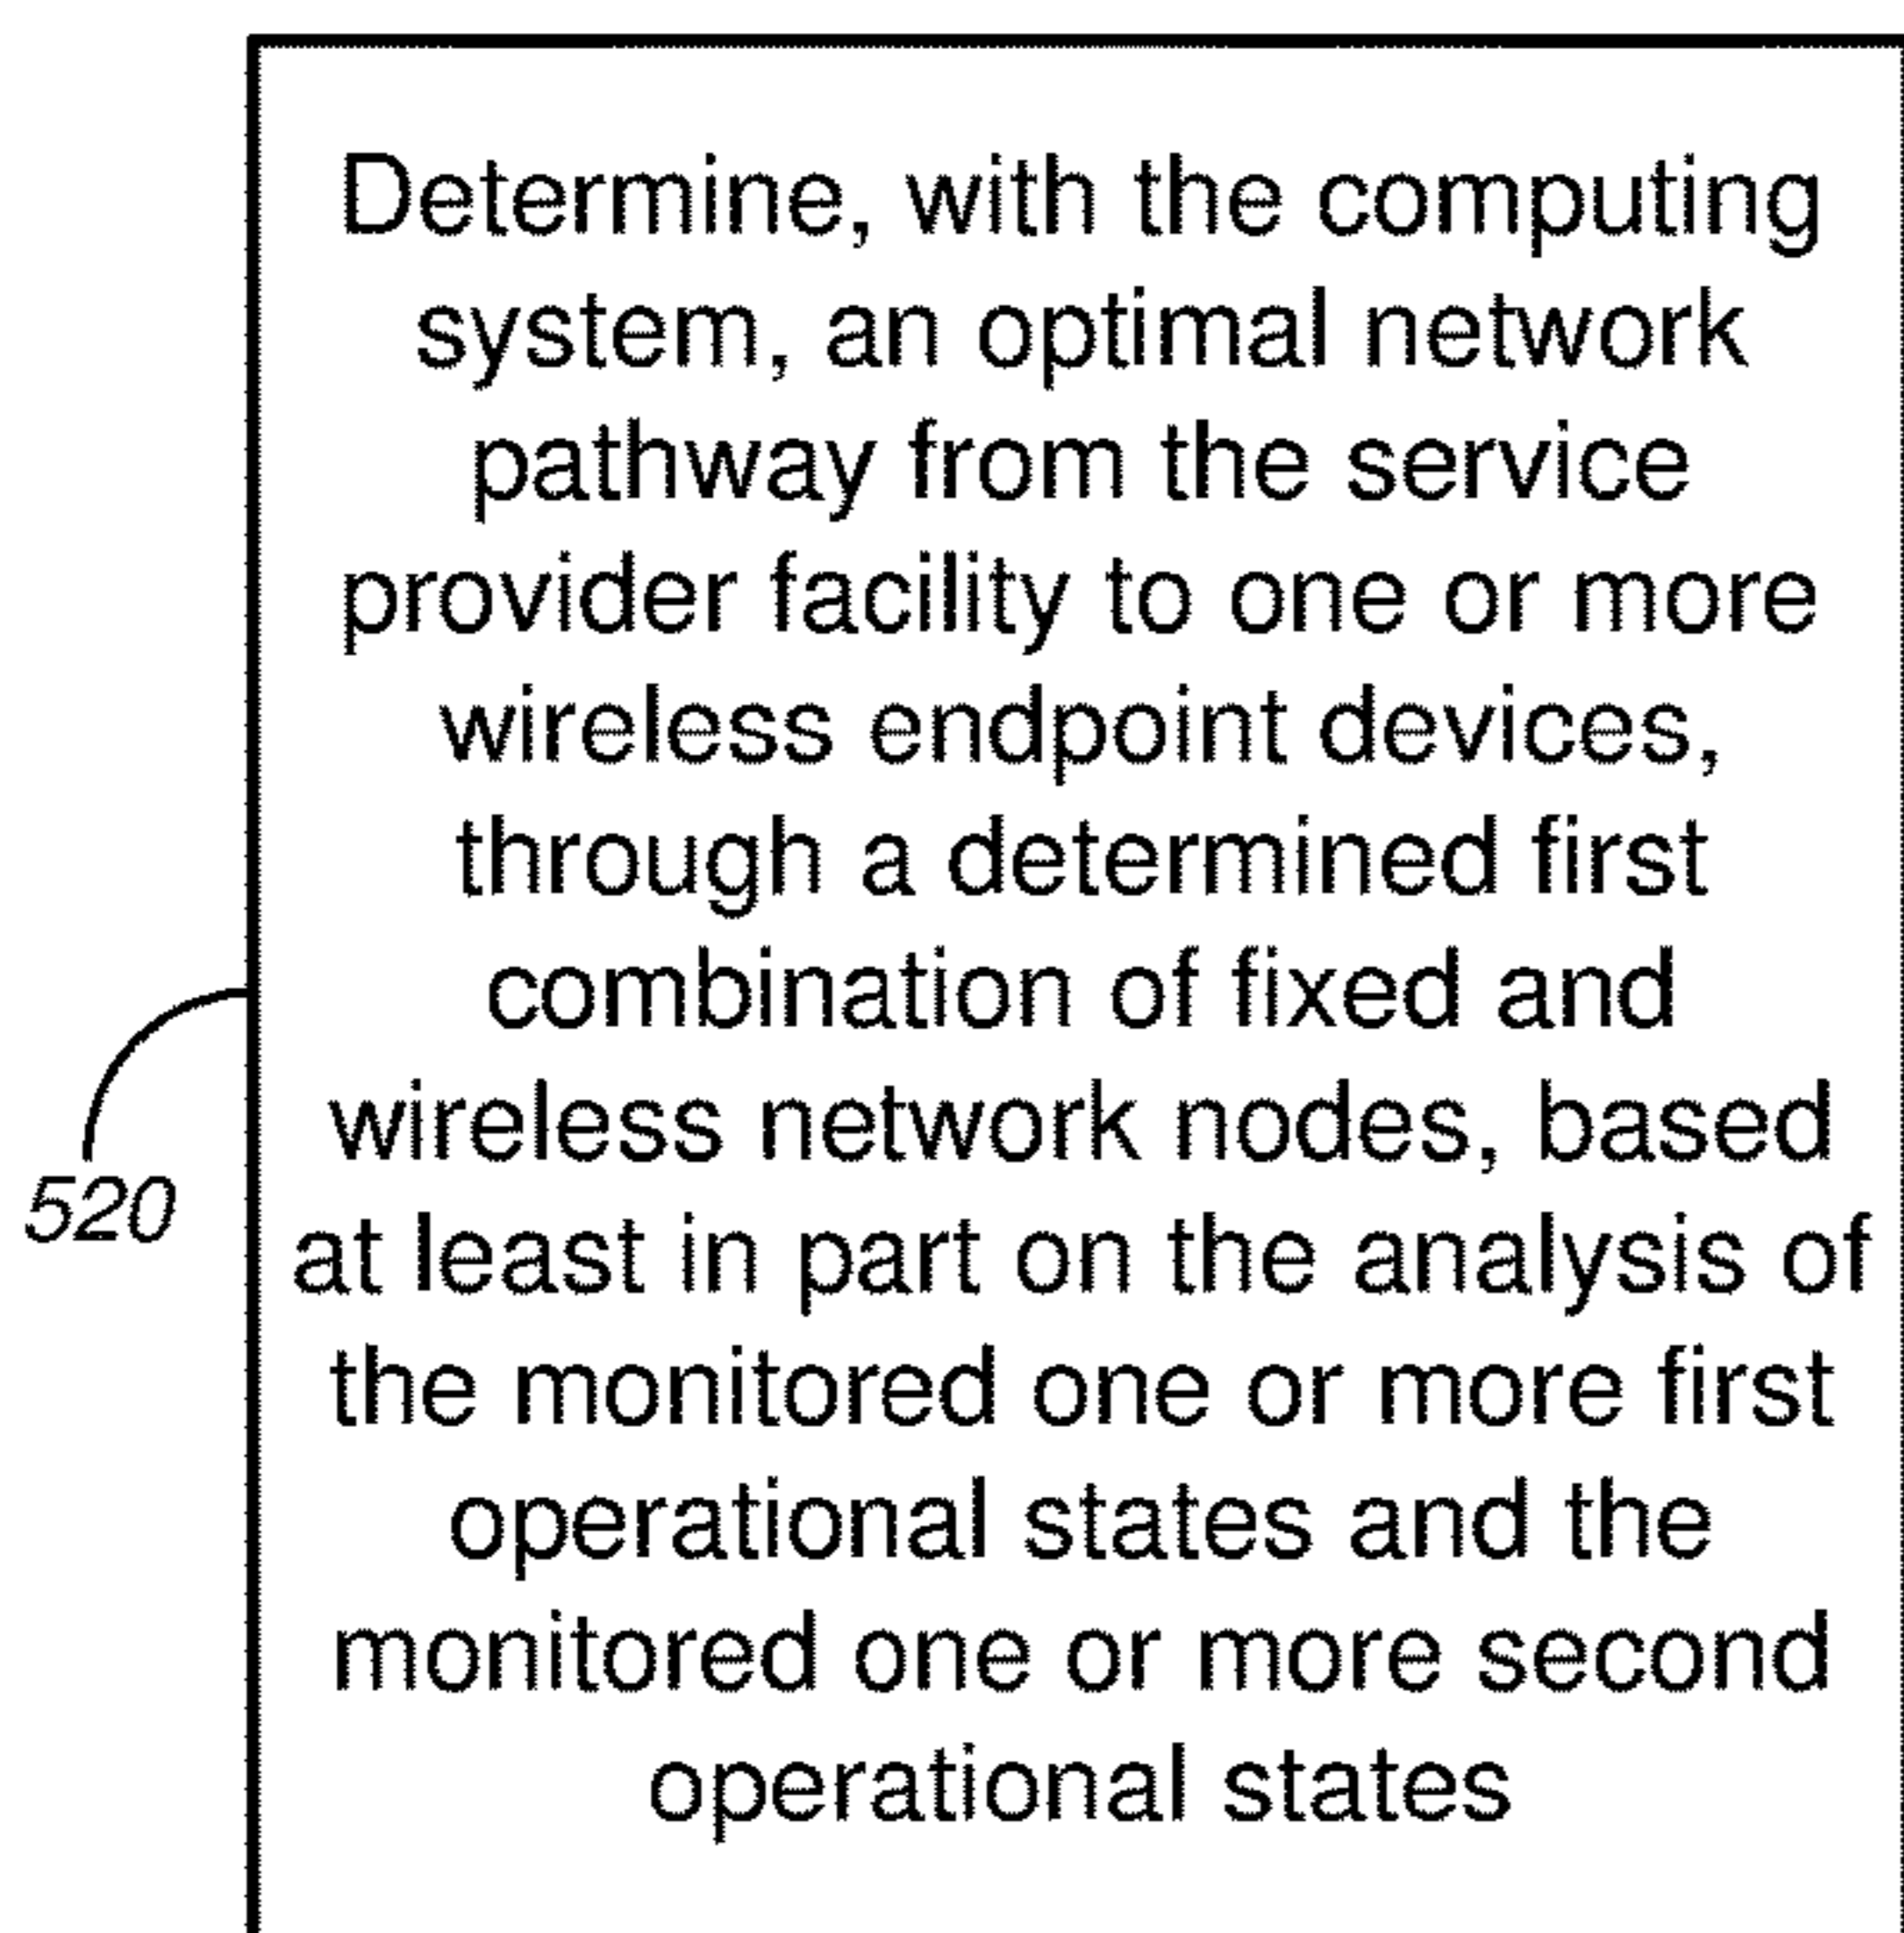 Determine, with the computing
system, an optimal network
pathway from the service
provider facility to one or more
wireless endpoint devices,
through a determined first
combination of fixed and
wireless network nodes, based
at least in part on the analysis of
the monitored one or more first
operational states and the
monitored one or more second
operational states
520